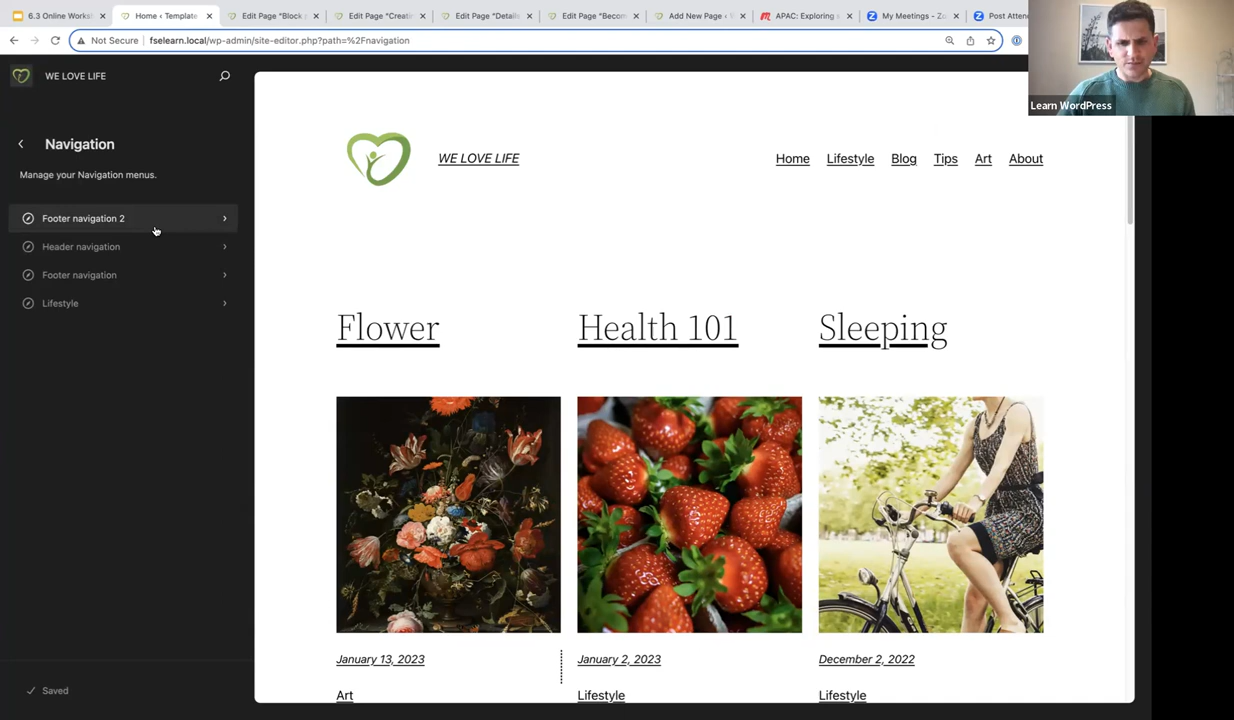 6.3 Online Works
Home ‹ Template
Edit Page “Block
Edit Page “Creatin
Edit Page “Details
Edit Page “Becom
Add New Page ‹
APAC: Exploring
My Meetings - Zo
Post Attend
Not Secure
fselearn.local/wp-admin/site-editor.php?path=%2Fnavigation
WE LOVE LIFE
Learn WordPress
Navigation
Manage your Navigation menus.
Footer navigation 2
Header navigation
Footer navigation
Lifestyle
Saved
WE LOVE LIFE
Home Lifestyle Blog Tips Art About
Flower Health 101 Sleeping
January 13, 2023 January 2, 2023 December 2, 2022
Art Lifestyle Lifestyle